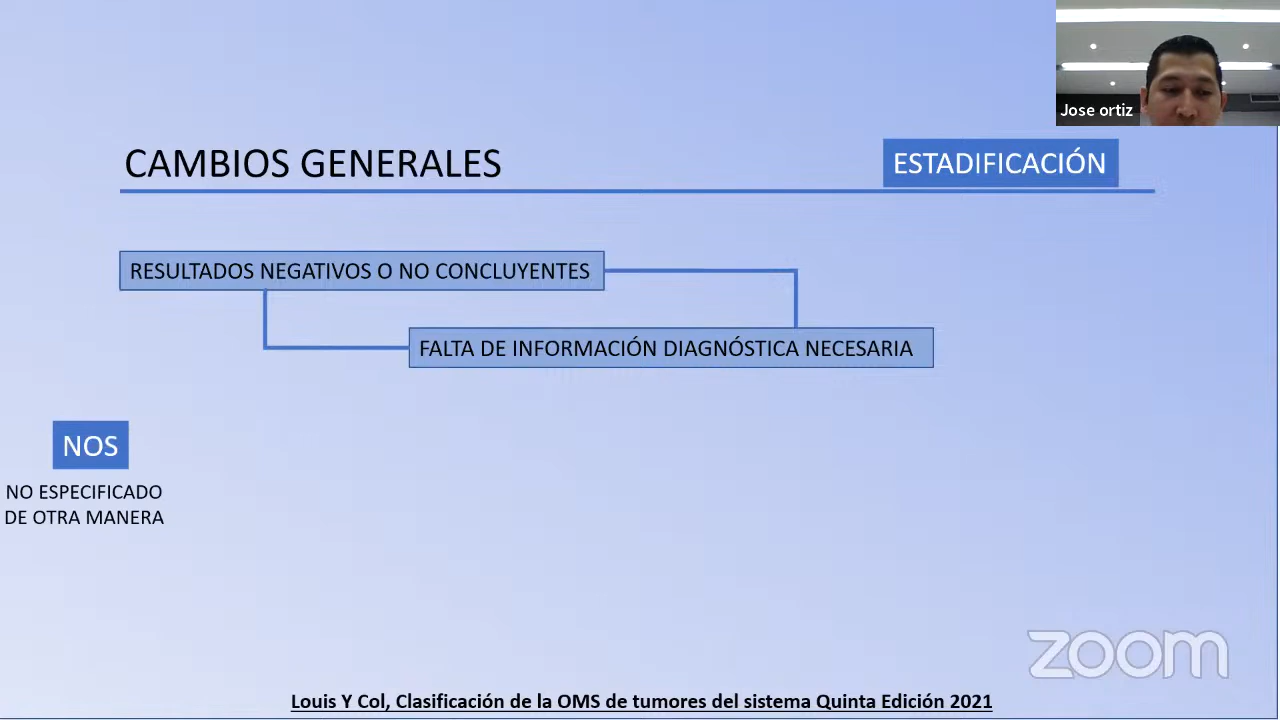 Jose ortiz
CAMBIOS GENERALES
ESTADIFICACIÓN
RESULTADOS NEGATIVOS O NO CONCLUYENTES
FALTA DE INFORMACIÓN DIAGNÓSTICA NECESARIA
NOS
NO ESPECIFICADO
DE OTRA MANERA
zoom
Louis Y Col, Clasificación de la OMS de tumores del sistema Quinta Edición 2021